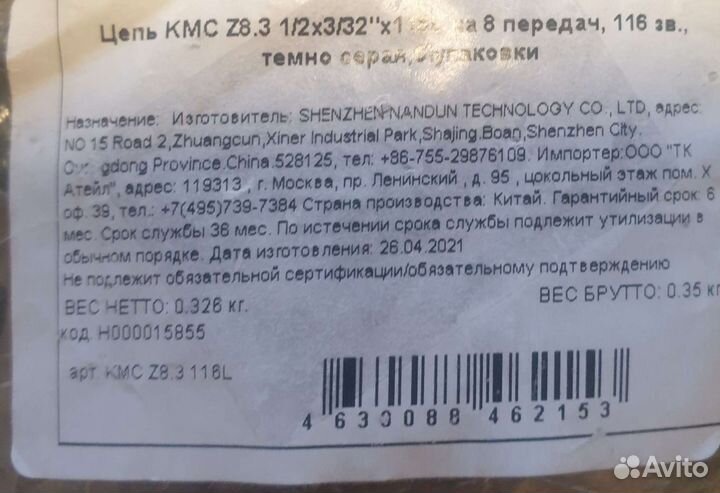 Цепь KMC Z8.3 1/2x3/32"x1 на 8 передач, 116 зв.,
темно серая, упаковки
Назначение: Изготовитель: SHENZHEN NANDUN TECHNOLOGY CO., LTD, адрес:
NO 15 Road 2,Zhuangcun,Xiner Industrial Park,Shajing.Boan,Shenzhen City.
gdong Province.China.528125, тел: +86-755-29876109. Импортер:ООО "ТК
Атейл", адрес: 119313 , г. Москва, пр. Ленинский , д. 95 , цокольный этаж пом. X
оф. 39, тел.: +7(495)739-7384 Страна производства: Китай. Гарантийный срок: 6
мес. Срок службы 36 мес. По истечении срока службы подлежит утилизации в
обычном порядке. Дата изготовления: 26.04.2021
Не подлежит обязательной сертификации/обязательному подтверждению
ВЕС НЕТТО: 0.326 кг.
ВЕС БРУТТО: 0.35 кг
код. H000015855
арт. KMC Z8.3 116L
4 630088 462153
Avito